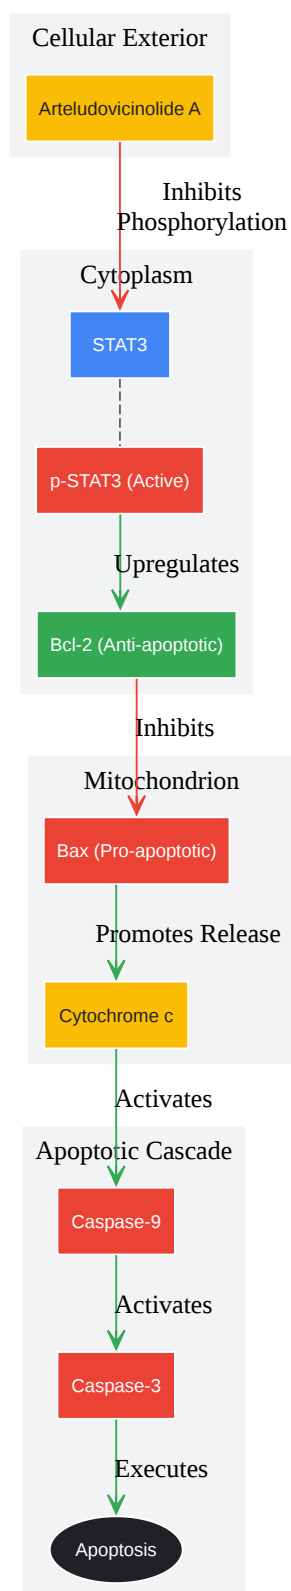 Cellular Exterior
Arteludovicinolide A
Inhibits
Phosphorylation
Cytoplasm
STAT3
p-STAT3 (Active)
Upregulates
Bcl-2 (Anti-apoptotic)
Inhibits
Mitochondrion
Bax (Pro-apoptotic)
Promotes Release
Cytochrome c
Activates
Apoptotic Cascade
Caspase-9
Activates
Caspase-3
Executes
Apoptosis